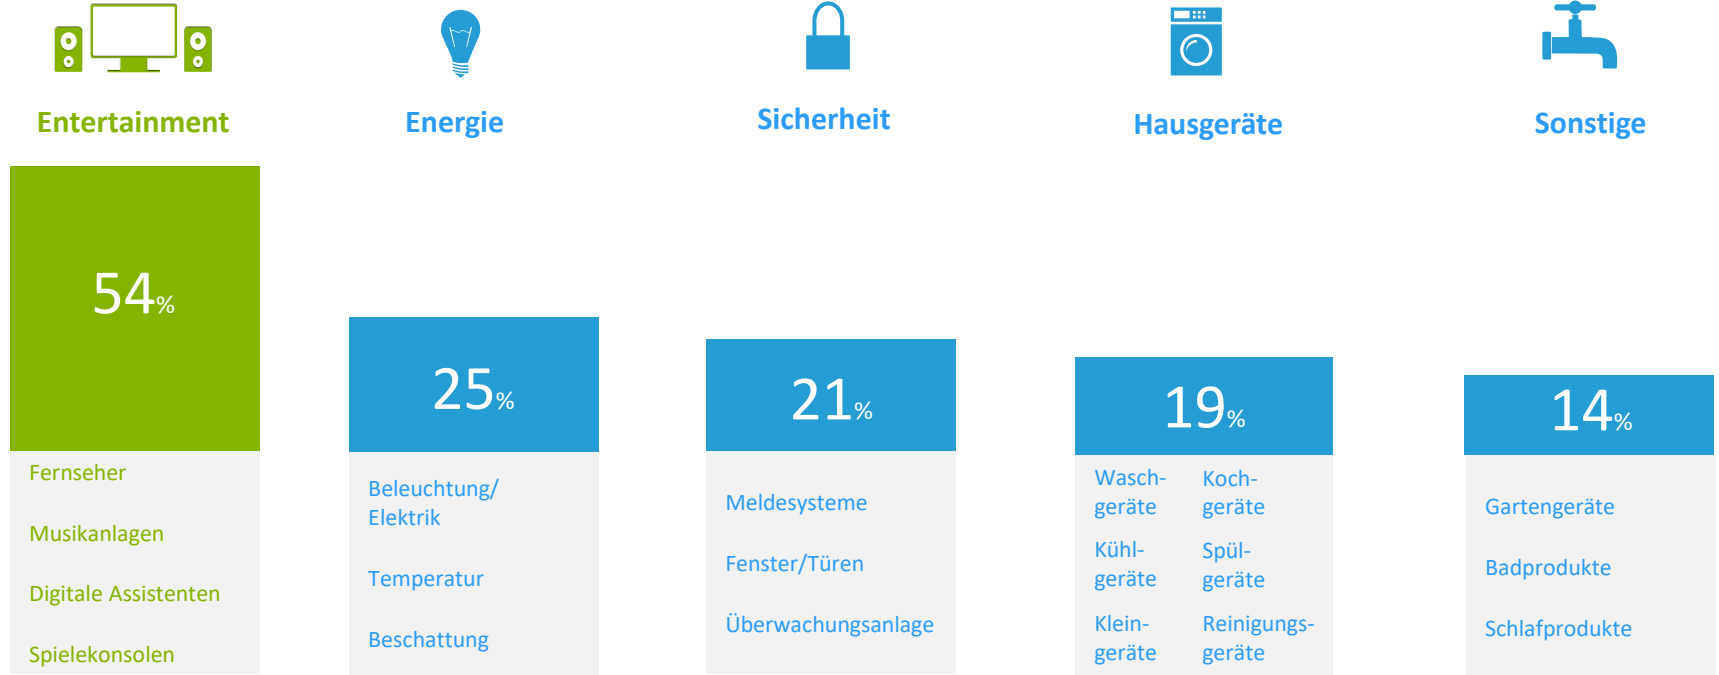 Entertainment
54%
Fernseher
Musikanlagen
Digitale Assistenten
Spielekonsolen
Energie
25%
Beleuchtung/
Elektrik
Temperatur
Beschattung
Sicherheit
21%
Meldesysteme
Fenster/Türen
Überwachungsanlage
Hausgeräte
19%
Wasch-
geräte
Kühl-
geräte
Klein-
geräte
Koch-
geräte
Spül-
geräte
Reinigungs-
geräte
Sonstige
14%
Gartengeräte
Badprodukte
Schlafprodukte